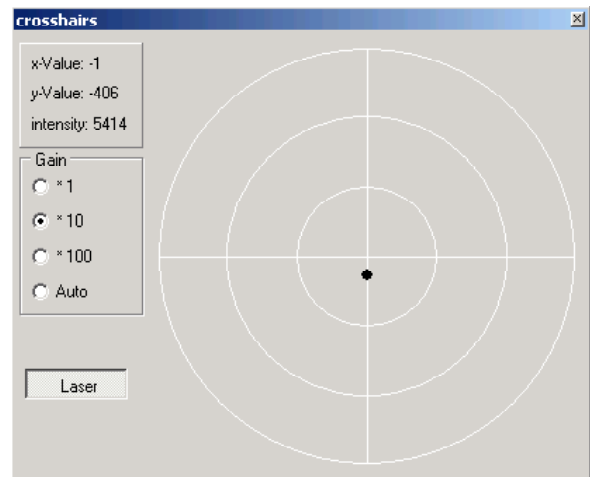 crosshairs
x-Value: -1
y-Value: -406
intensity: 5414
Gain
* 1
* 10
* 100
Auto
Laser